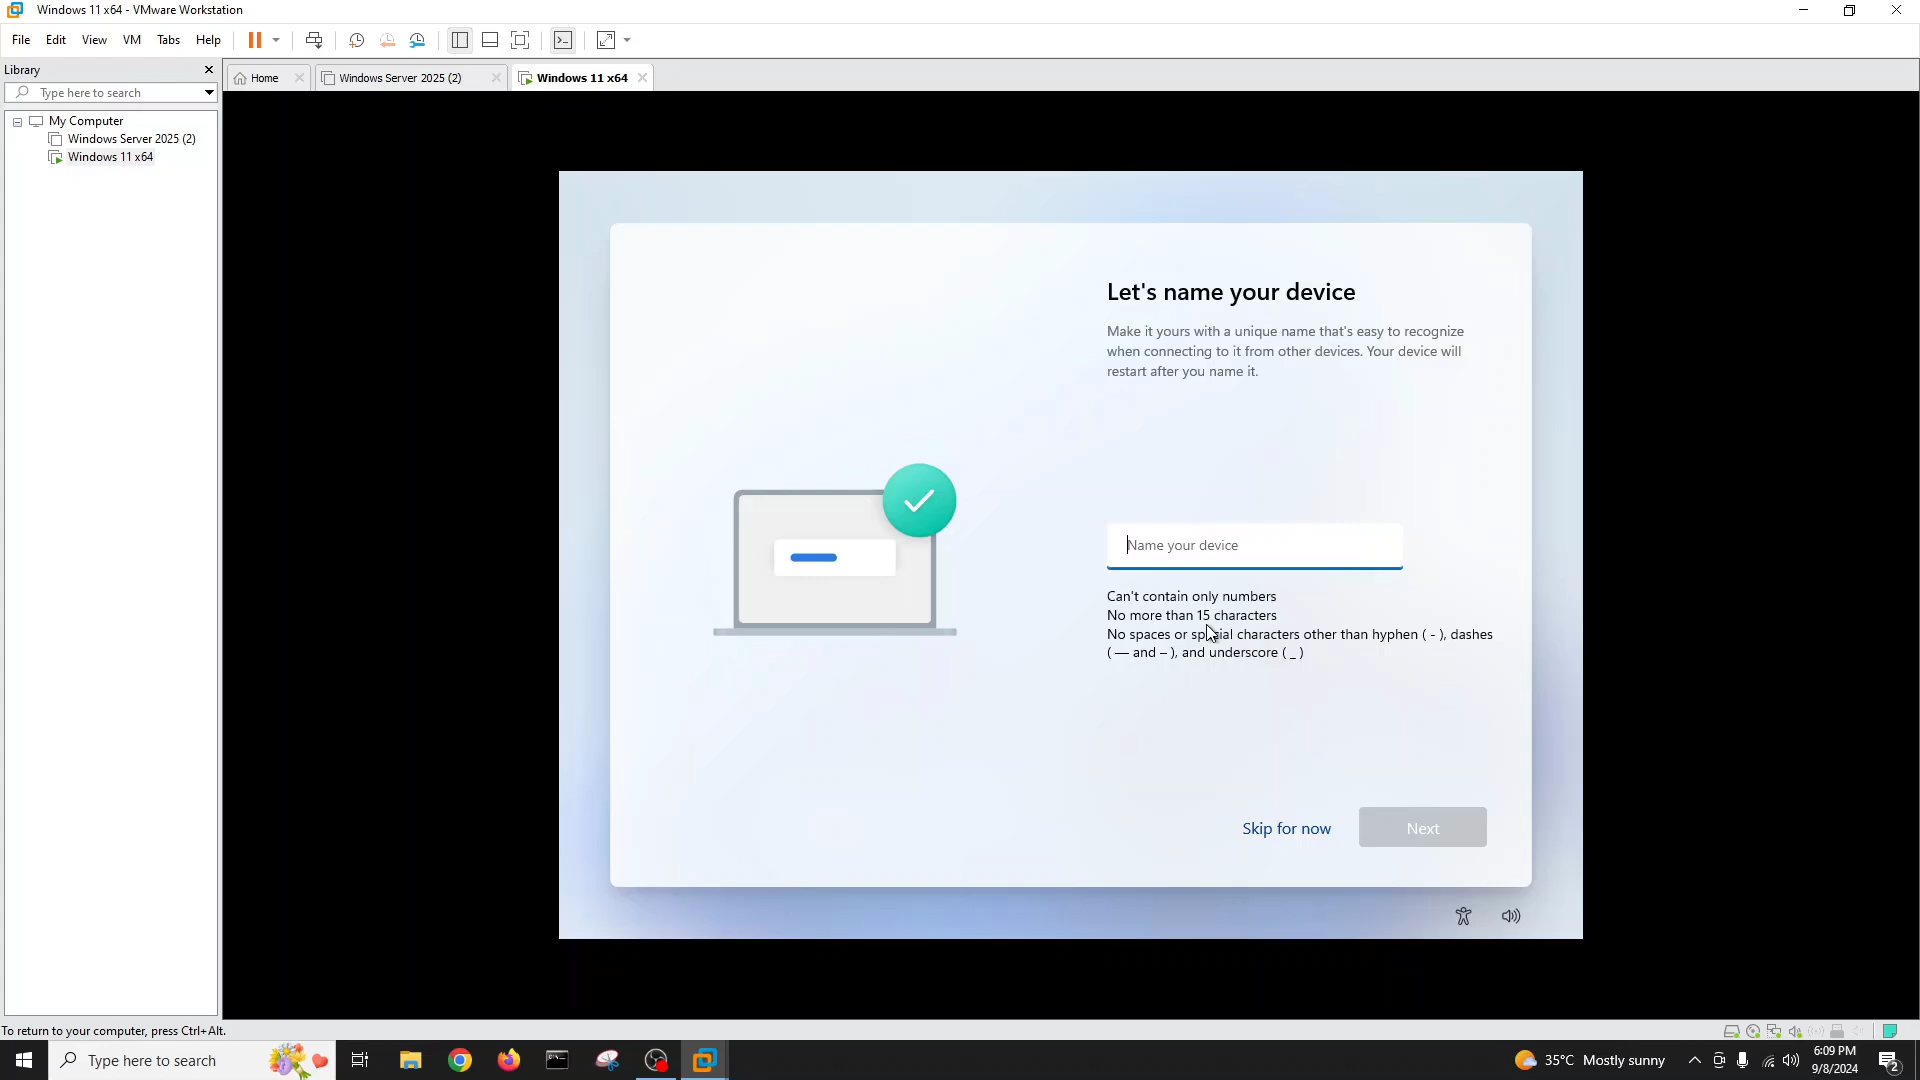 Windows 11 x64 - VMware Workstation
File Edit View VM Tabs Help
Library
Type here to search
My Computer
Windows Server 2025 (2)
Windows 11 x64
Home
Windows Server 2025 (2)
Windows 11 x64
Let's name your device
Make it yours with a unique name that's easy to recognize
when connecting to it from other devices. Your device will
restart after you name it.
Name your device
Can't contain only numbers
No more than 15 characters
No spaces or special characters other than hyphen ( - ), dashes
( — and – ), and underscore ( _ )
Skip for now
Next
To return to your computer, press Ctrl+Alt.
Type here to search
35°C Mostly sunny
6:09 PM
9/8/2024
2